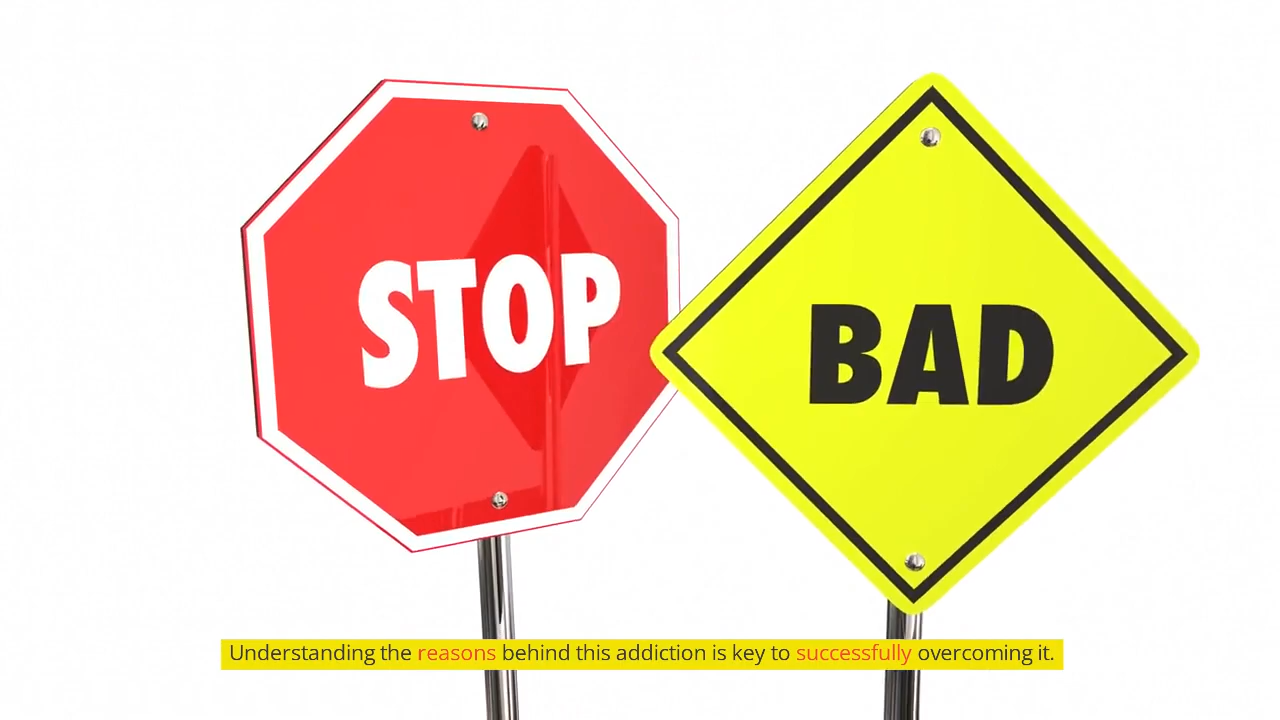 STOP
BAD
Understanding the reasons behind this addiction is key to successfully overcoming it.